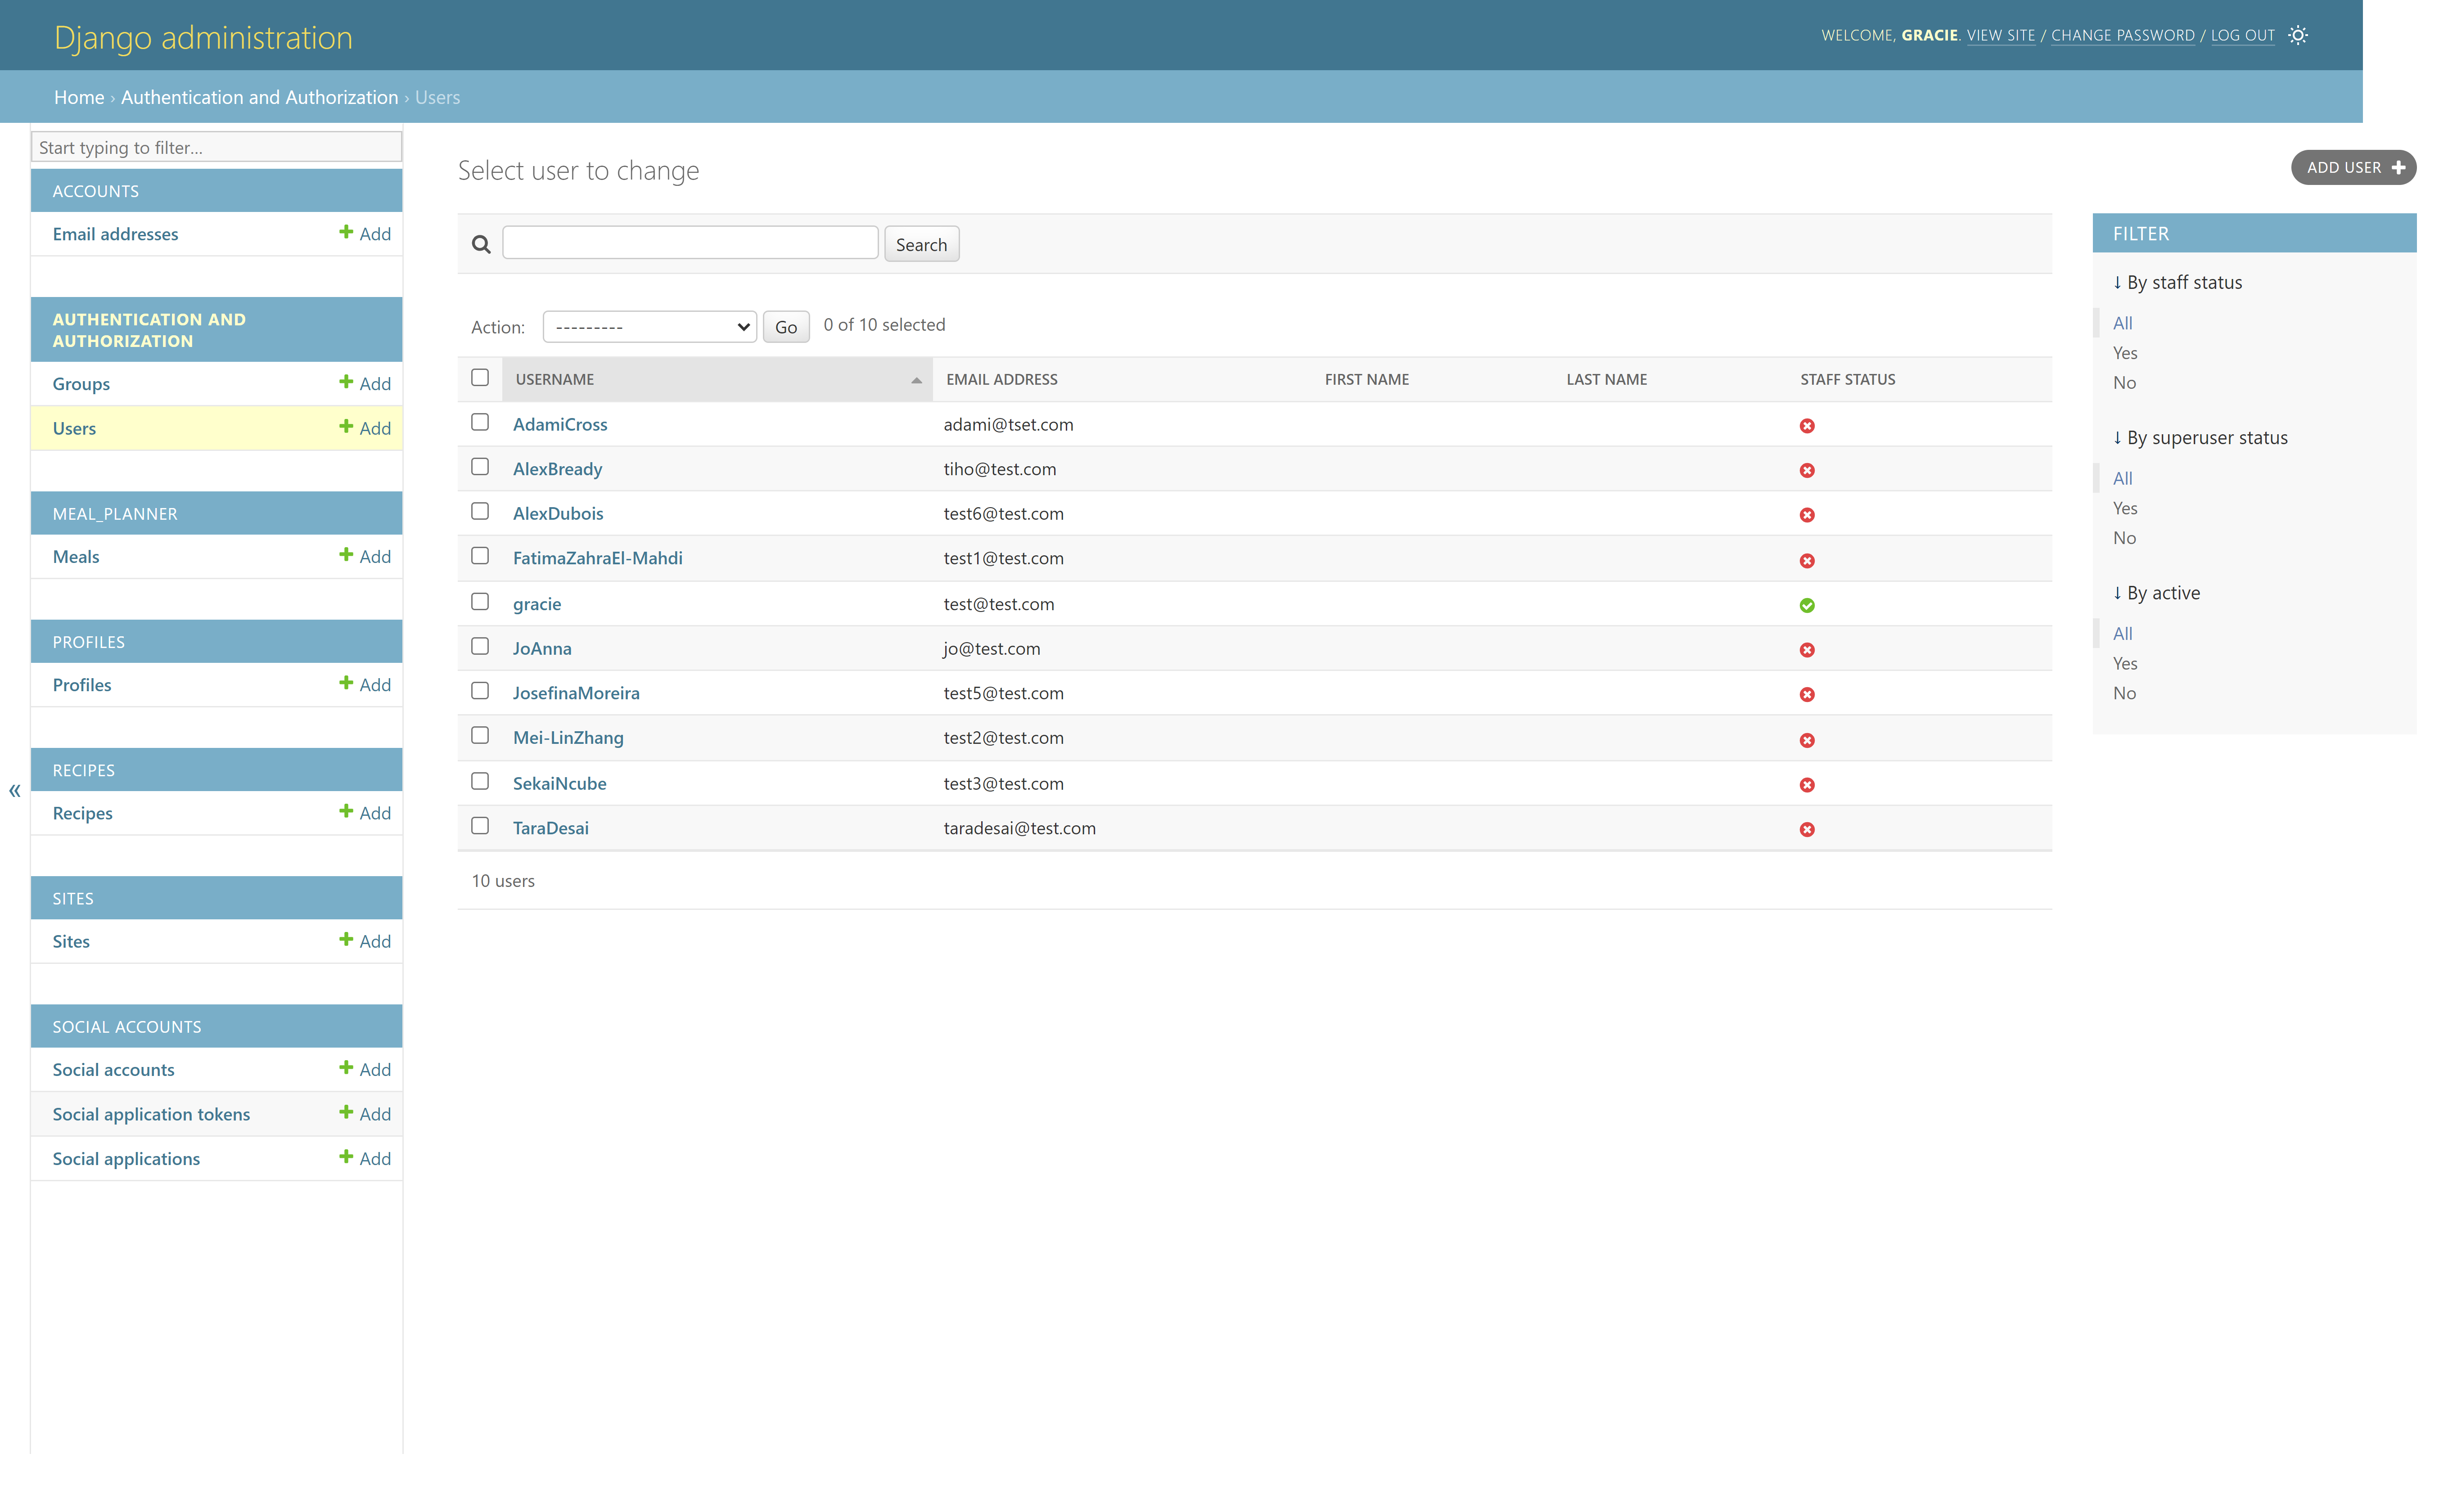 Django administration
WELCOME, GRACIE. VIEW SITE / CHANGE PASSWORD / LOG OUT
Home › Authentication and Authorization › Users
Start typing to filter...
ACCOUNTS
Email addresses + Add
AUTHENTICATION AND
AUTHORIZATION
Groups + Add
Users + Add
MEAL_PLANNER
Meals + Add
PROFILES
Profiles + Add
RECIPES
Recipes + Add
SITES
Sites + Add
SOCIAL ACCOUNTS
Social accounts + Add
Social application tokens + Add
Social applications + Add
«
Select user to change
ADD USER +
Search
Action: --------- Go 0 of 10 selected
USERNAME EMAIL ADDRESS FIRST NAME LAST NAME STAFF STATUS
AdamiCross adami@tset.com
AlexBready tiho@test.com
AlexDubois test6@test.com
FatimaZahraEl-Mahdi test1@test.com
gracie test@test.com
JoAnna jo@test.com
JosefinaMoreira test5@test.com
Mei-LinZhang test2@test.com
SekaiNcube test3@test.com
TaraDesai taradesai@test.com
10 users
FILTER
↓ By staff status
All
Yes
No
↓ By superuser status
All
Yes
No
↓ By active
All
Yes
No